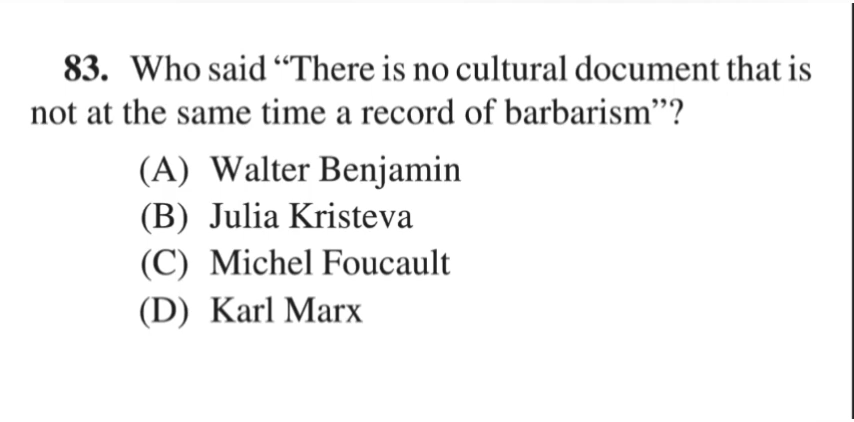 83. Who said “There is no cultural document that is
not at the same time a record of barbarism”?
(A) Walter Benjamin
(B) Julia Kristeva
(C) Michel Foucault
(D) Karl Marx